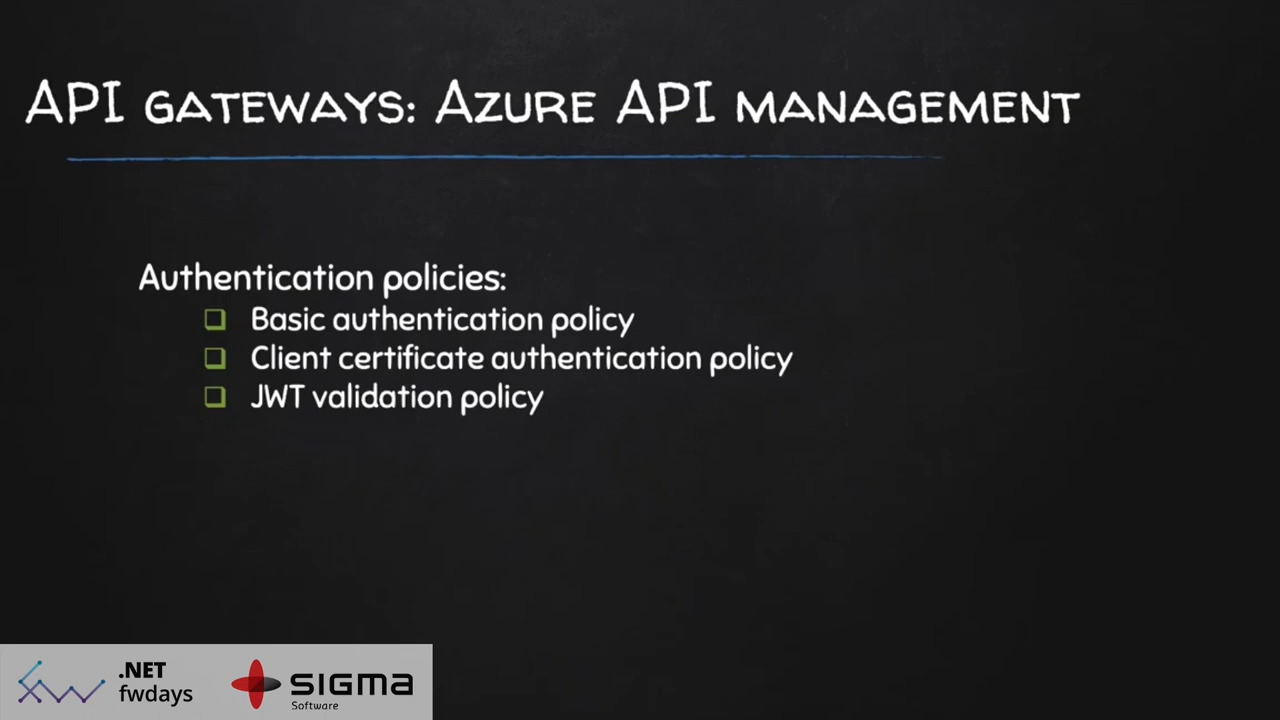 API gateways: Azure API management
Authentication policies:
Basic authentication policy
Client certificate authentication policy
JWT validation policy
.NET
fwdays
SIGMA
Software